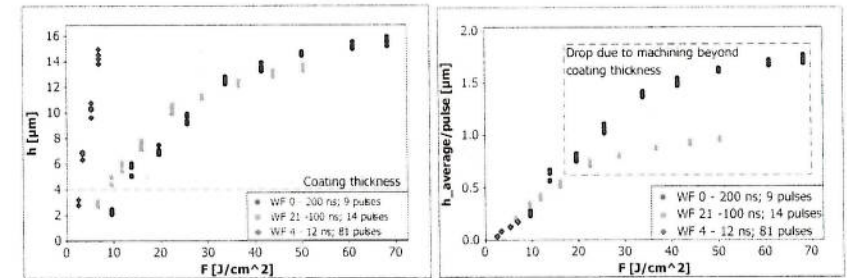 16
14
12
10
8
6
4
2
0
h [µm]
Coating thickness
WF 0 - 200 ns; 9 pulses
WF 21 -100 ns; 14 pulses
WF 4 - 12 ns; 81 pulses
0 10 20 30 40 50 60 70
F [J/cm^2]
2.0
1.5
1.0
0.5
0.0
h_average/pulse [µm]
Drop due to machining beyond
coating thickness
WF 0 - 200 ns; 9 pulses
WF 21 -100 ns; 14 pulses
WF 4 - 12 ns; 81 pulses
0 10 20 30 40 50 60 70
F [J/cm^2]